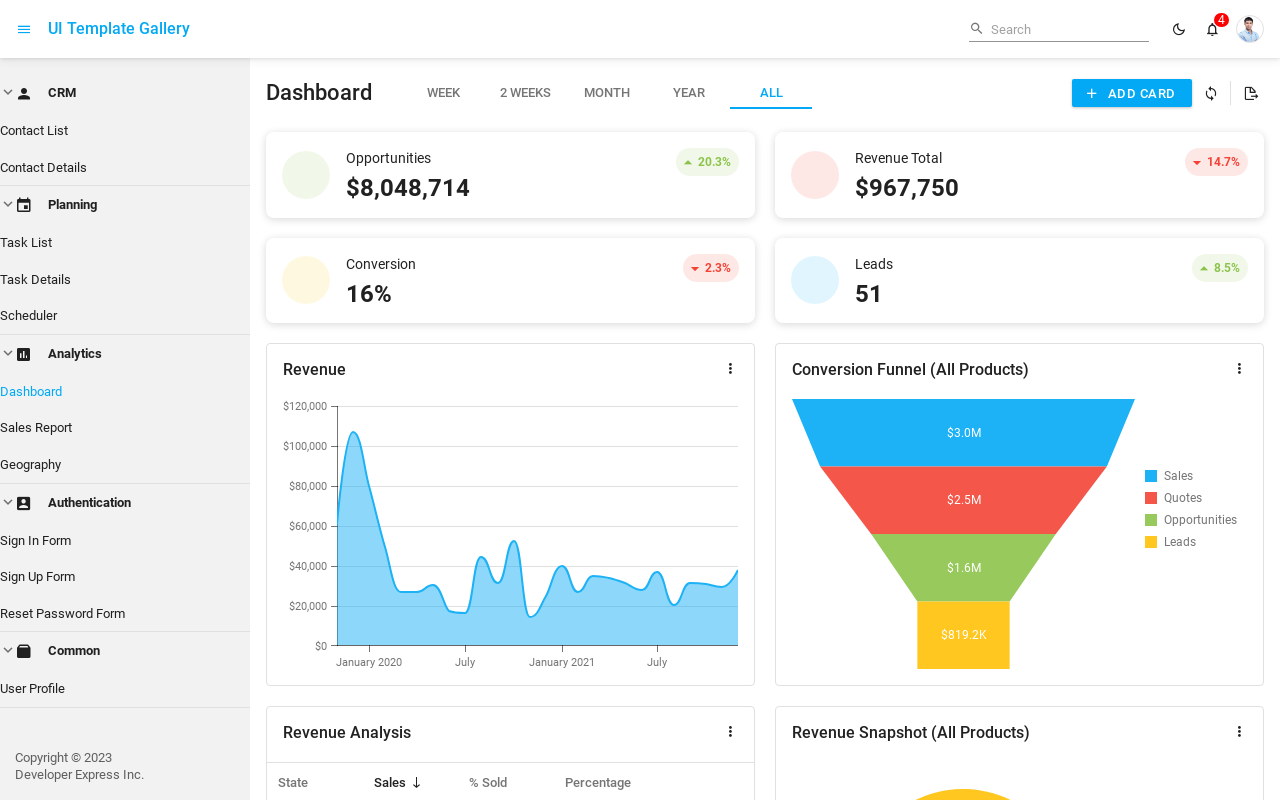 UI Template Gallery
Search
4
CRM
Contact List
Contact Details
Planning
Task List
Task Details
Scheduler
Analytics
Dashboard
Sales Report
Geography
Authentication
Sign In Form
Sign Up Form
Reset Password Form
Common
User Profile
Copyright © 2023
Developer Express Inc.
Dashboard
WEEK
2 WEEKS
MONTH
YEAR
ALL
ADD CARD
Opportunities
$8,048,714
20.3%
Revenue Total
$967,750
14.7%
Conversion
16%
2.3%
Leads
51
8.5%
Revenue
$120,000
$100,000
$80,000
$60,000
$40,000
$20,000
$0
January 2020
July
January 2021
July
Conversion Funnel (All Products)
$3.0M
$2.5M
$1.6M
$819.2K
Sales
Quotes
Opportunities
Leads
Revenue Analysis
State
Sales
% Sold
Percentage
Revenue Snapshot (All Products)